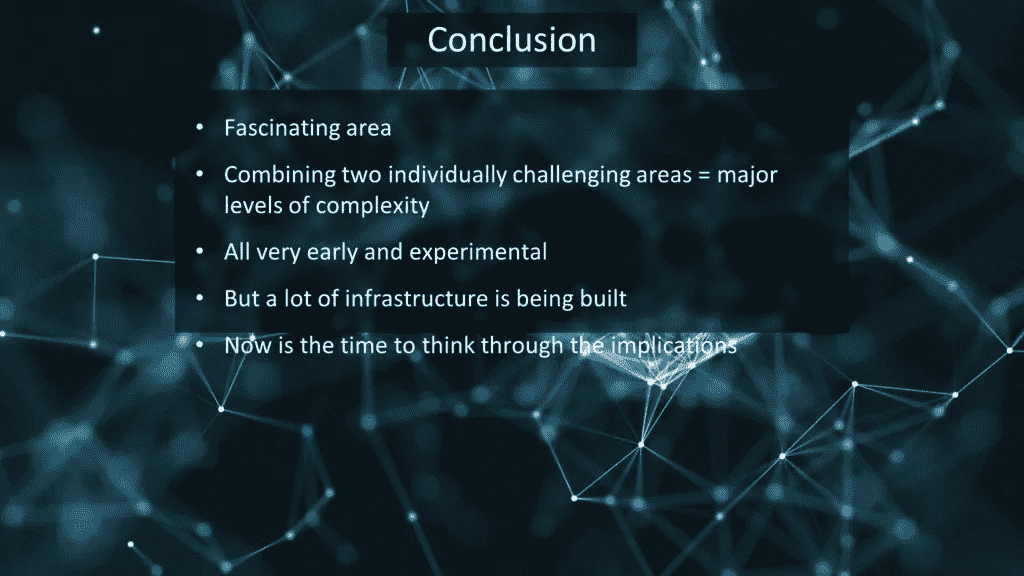 Conclusion
• Fascinating area
• Combining two individually challenging areas = major
levels of complexity
• All very early and experimental
• But a lot of infrastructure is being built
• Now is the time to think through the implications